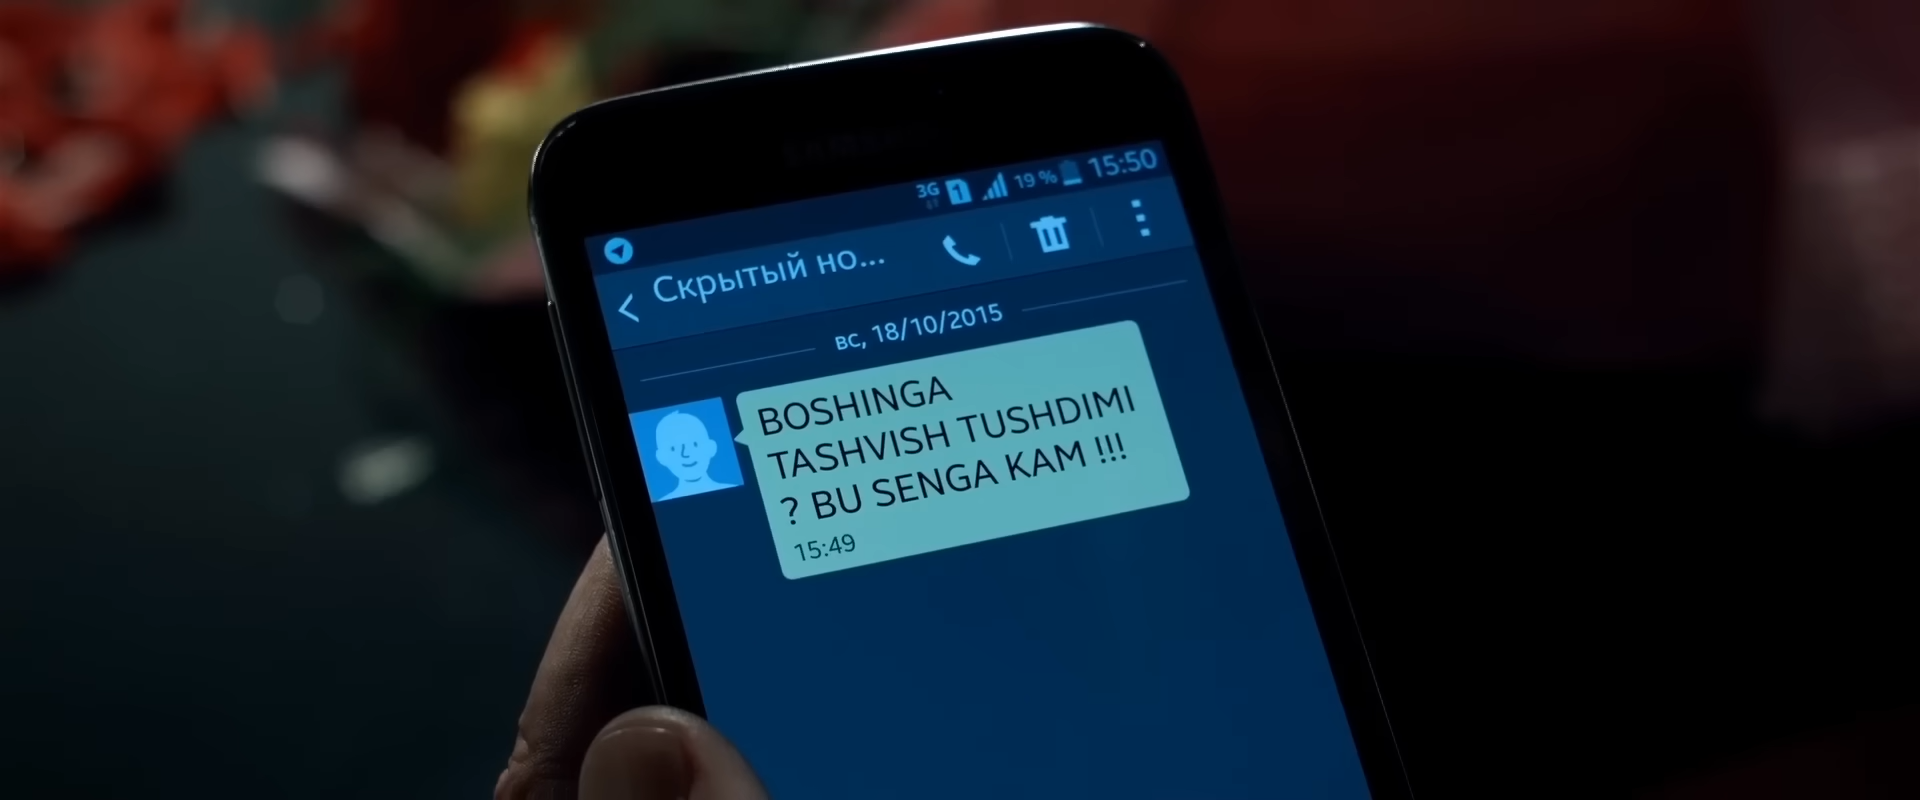 3G 1 19 % 15:50
Скрытый но...
вс, 18/10/2015
BOSHINGA
TASHVISH TUSHDIMI
? BU SENGA KAM !!!
15:49